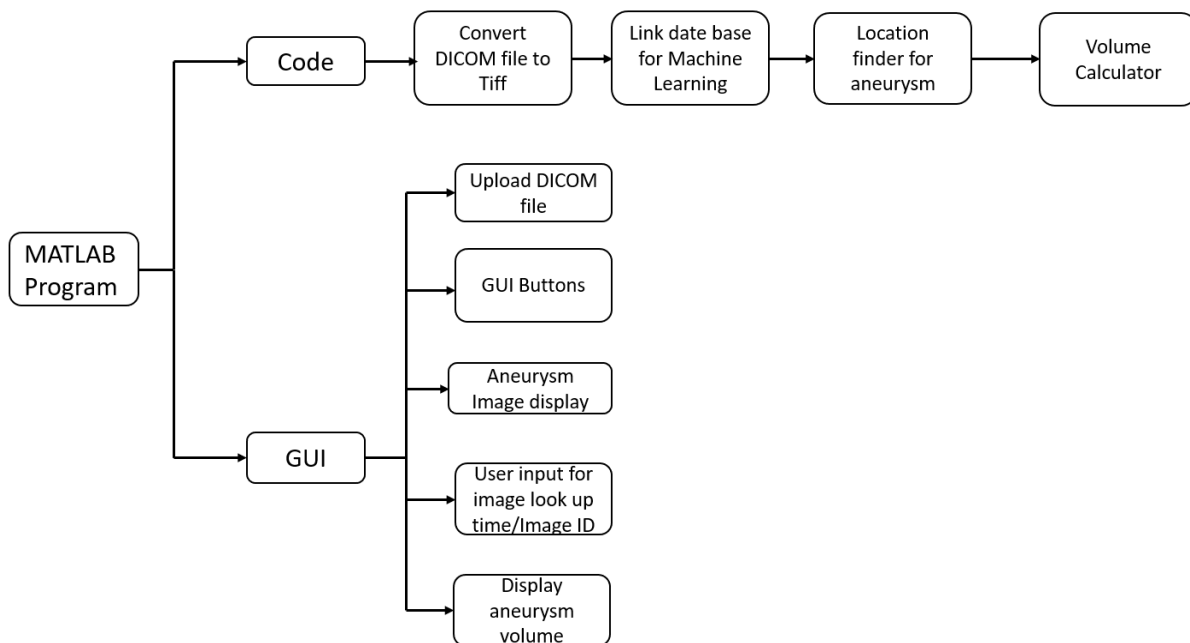 Code
Convert
DICOM file to
Tiff
Link date base
for Machine
Learning
Location
finder for
aneurysm
Volume
Calculator
MATLAB
Program
GUI
Upload DICOM
file
GUI Buttons
Aneurysm
Image display
User input for
image look up
time/Image ID
Display
aneurysm
volume